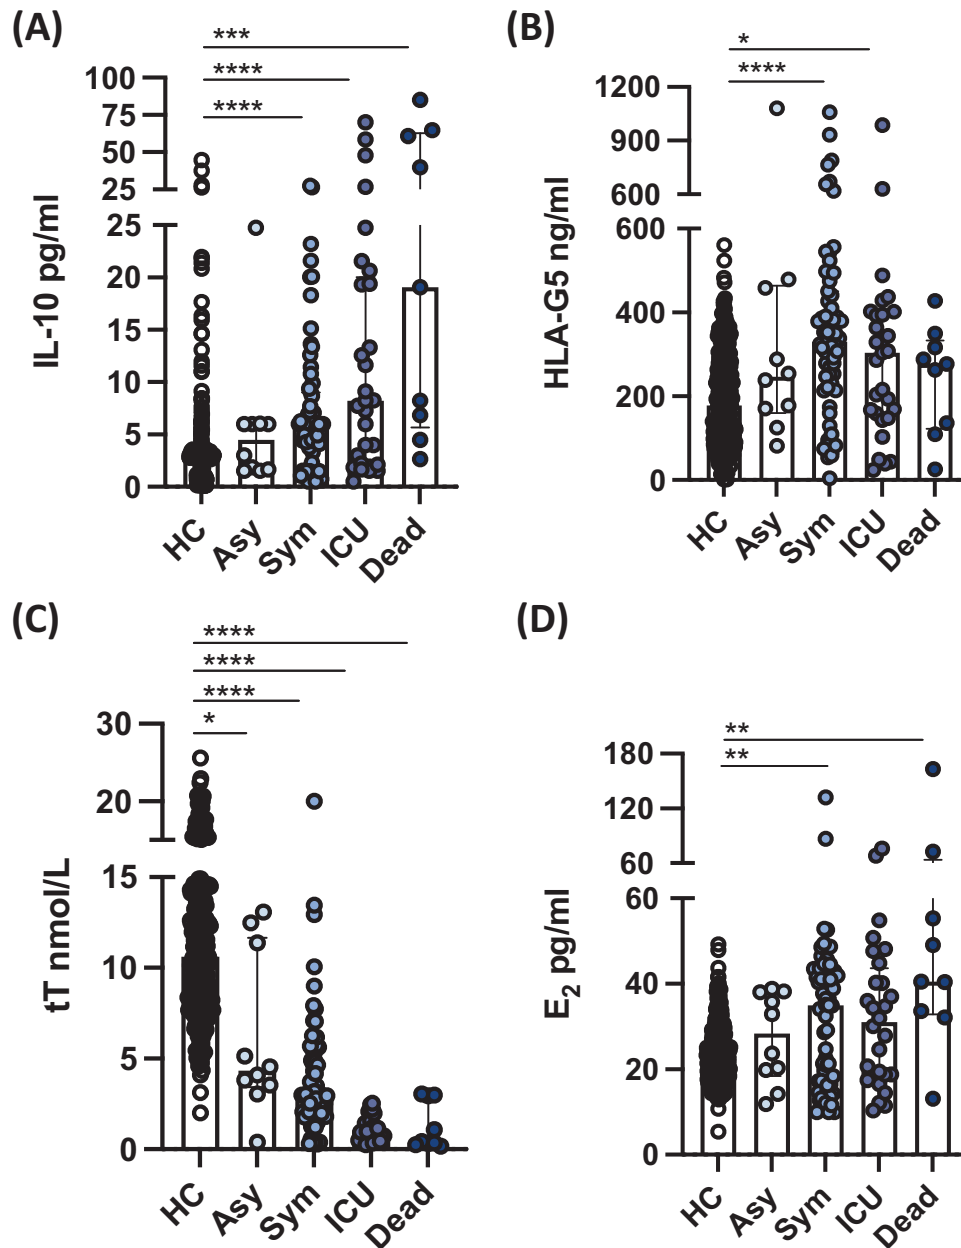 (A)
***
****
****
IL-10 pg/ml
100
75
50
25
25
20
15
10
5
0
HC
Asy
Sym
ICU
Dead
(B)
*
****
HLA-G5 ng/ml
1200
900
600
600
400
200
0
HC
Asy
Sym
ICU
Dead
(C)
****
****
****
*
tT nmol/L
30
20
15
10
5
0
HC
Asy
Sym
ICU
Dead
(D)
**
**
E₂ pg/ml
180
120
60
60
40
20
0
HC
Asy
Sym
ICU
Dead